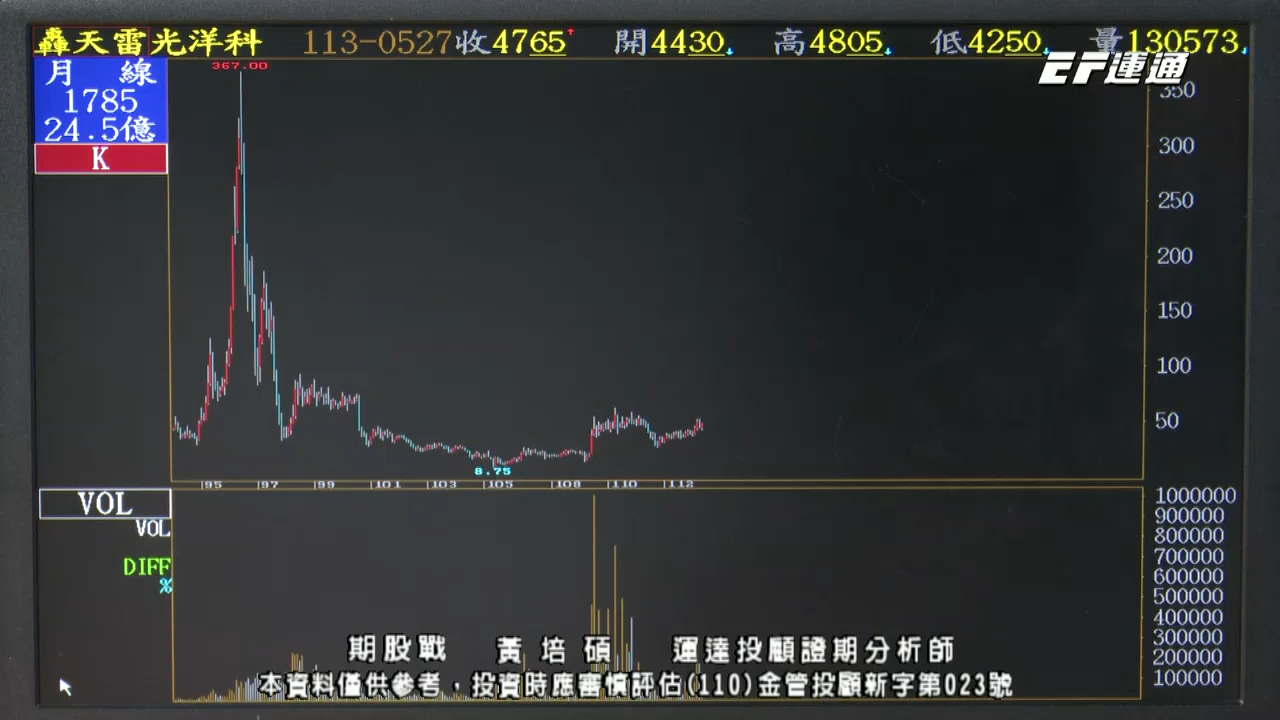 轟天雷光洋科 113-0527 收4765 開4430 高4805 低4250 量130573
EF運通
月 線
1785
24.5億
K
367.00
350
300
250
200
150
100
50
8.75
95 97 99 101 103 105 108 110 112
VOL
VOL
DIFF
%
1000000
900000
800000
700000
600000
500000
400000
300000
200000
100000
期股戰 黃培碩 運達投顧證期分析師
本資料僅供參考，投資時應審慎評估(110)金管投顧新字第023號